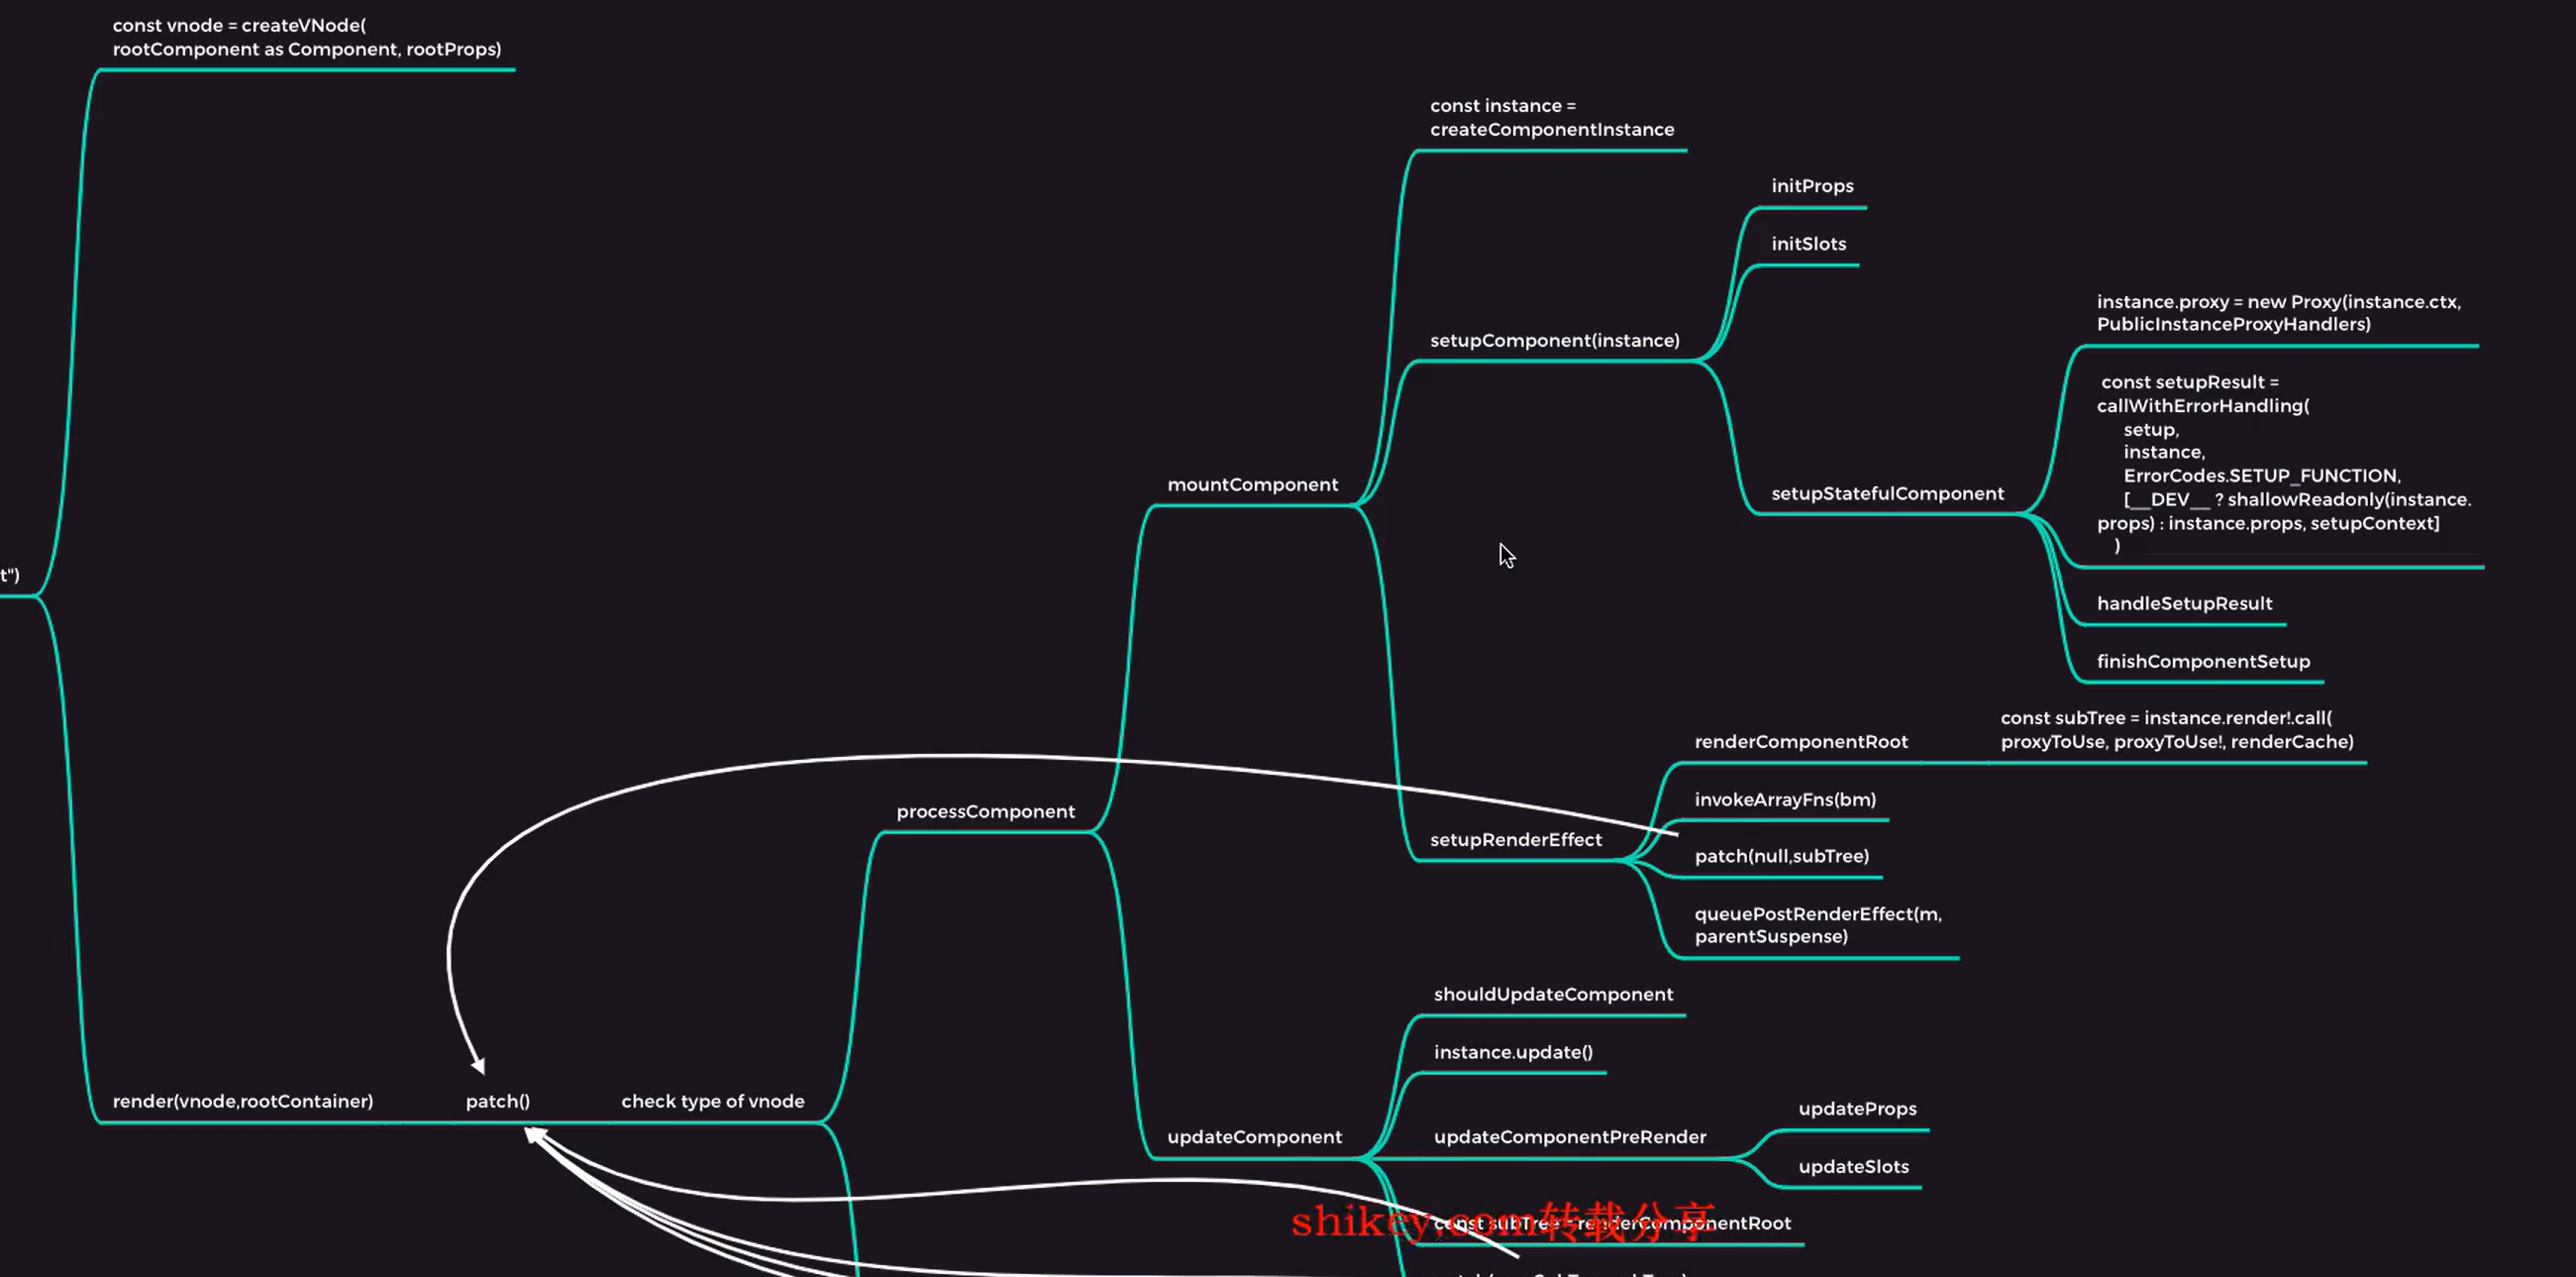 const vnode = createVNode(
rootComponent as Component, rootProps)
const instance =
createComponentInstance
initProps
initSlots
instance.proxy = new Proxy(instance.ctx,
PublicInstanceProxyHandlers)
setupComponent(instance)
const setupResult =
callWithErrorHandling(
setup,
instance,
ErrorCodes.SETUP_FUNCTION,
[__DEV__ ? shallowReadonly(instance.
props) : instance.props, setupContext]
)
mountComponent
setupStatefulComponent
t")
handleSetupResult
finishComponentSetup
const subTree = instance.render!.call(
proxyToUse, proxyToUse!, renderCache)
renderComponentRoot
invokeArrayFns(bm)
processComponent
setupRenderEffect
patch(null,subTree)
queuePostRenderEffect(m,
parentSuspense)
shouldUpdateComponent
instance.update()
render(vnode,rootContainer)
patch()
check type of vnode
updateProps
updateComponent
updateComponentPreRender
updateSlots
const subTree = renderComponentRoot
shikey.com转载分享